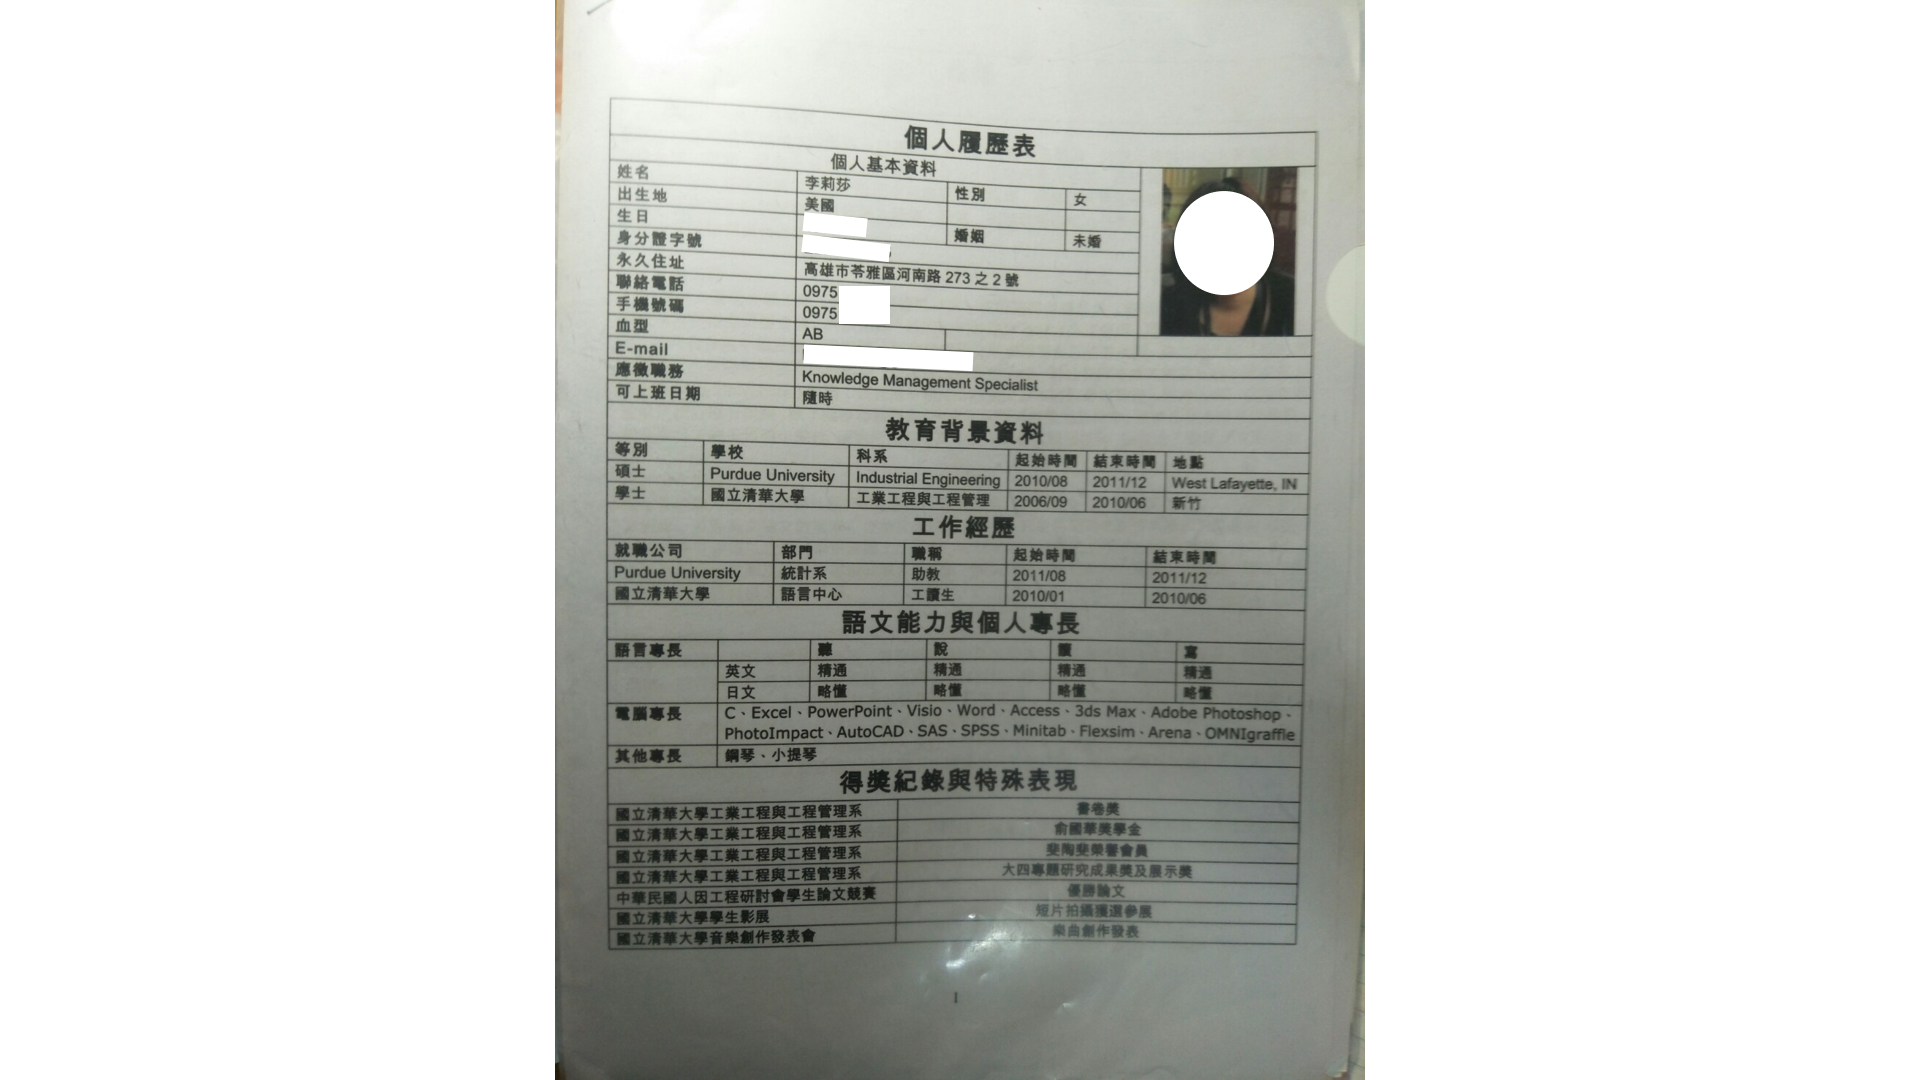 個人履歷表
個人基本資料
姓名 李莉莎 性別 女
出生地 美國
生日 婚姻 未婚
身分證字號
永久住址 高雄市苓雅區河南路 273 之 2 號
聯絡電話 0975
手機號碼 0975
血型 AB
E-mail
應徵職務 Knowledge Management Specialist
可上班日期 隨時
教育背景資料
等別 學校 科系 起始時間 結束時間 地點
碩士 Purdue University Industrial Engineering 2010/08 2011/12 West Lafayette, IN
學士 國立清華大學 工業工程與工程管理 2006/09 2010/06 新竹
工作經歷
就職公司 部門 職稱 起始時間 結束時間
Purdue University 統計系 助教 2011/08 2011/12
國立清華大學 語言中心 工讀生 2010/01 2010/06
語文能力與個人專長
語言專長 聽 說 讀 寫
英文 精通 精通 精通 精通
日文 略懂 略懂 略懂 略懂
電腦專長 C、Excel、PowerPoint、Visio、Word、Access、3ds Max、Adobe Photoshop、
PhotoImpact、AutoCAD、SAS、SPSS、Minitab、Flexsim、Arena、OMNIgraffle
其他專長 鋼琴、小提琴
得獎紀錄與特殊表現
國立清華大學工業工程與工程管理系 書卷獎
國立清華大學工業工程與工程管理系 俞國華獎學金
國立清華大學工業工程與工程管理系 斐陶斐榮譽會員
國立清華大學工業工程與工程管理系 大四專題研究成果獎及展示獎
中華民國人因工程研討會學生論文競賽 優勝論文
國立清華大學學生影展 短片拍攝獲選參展
國立清華大學音樂創作發表會 樂曲創作發表
1